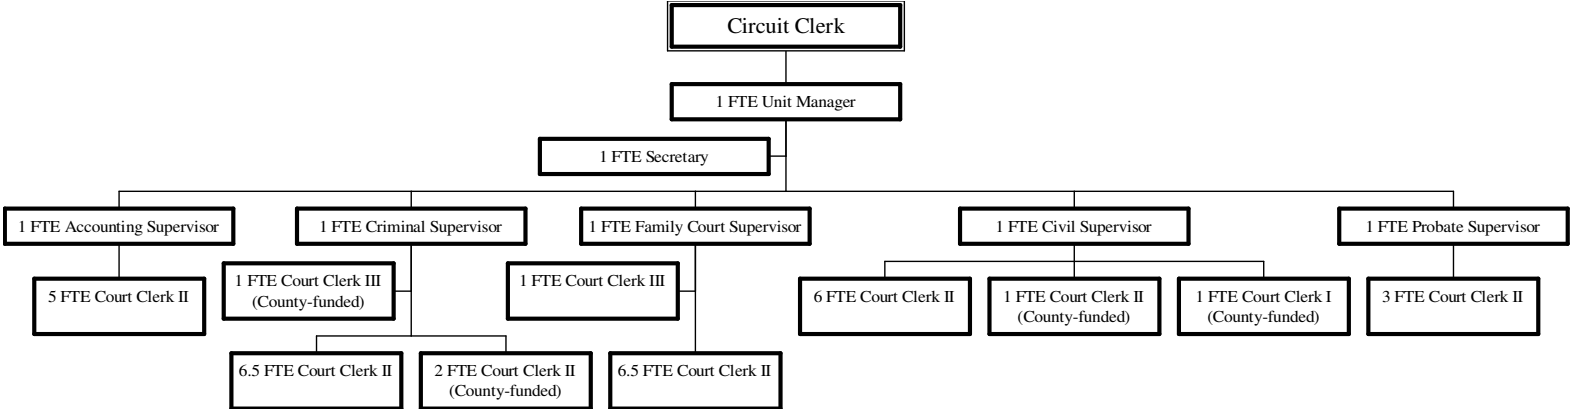 Circuit Clerk
1 FTE Unit Manager
1 FTE Secretary
1 FTE Accounting Supervisor
1 FTE Criminal Supervisor
1 FTE Family Court Supervisor
1 FTE Civil Supervisor
1 FTE Probate Supervisor
5 FTE Court Clerk II
1 FTE Court Clerk III
(County-funded)
1 FTE Court Clerk III
6 FTE Court Clerk II
1 FTE Court Clerk II
(County-funded)
1 FTE Court Clerk I
(County-funded)
3 FTE Court Clerk II
6.5 FTE Court Clerk II
2 FTE Court Clerk II
(County-funded)
6.5 FTE Court Clerk II